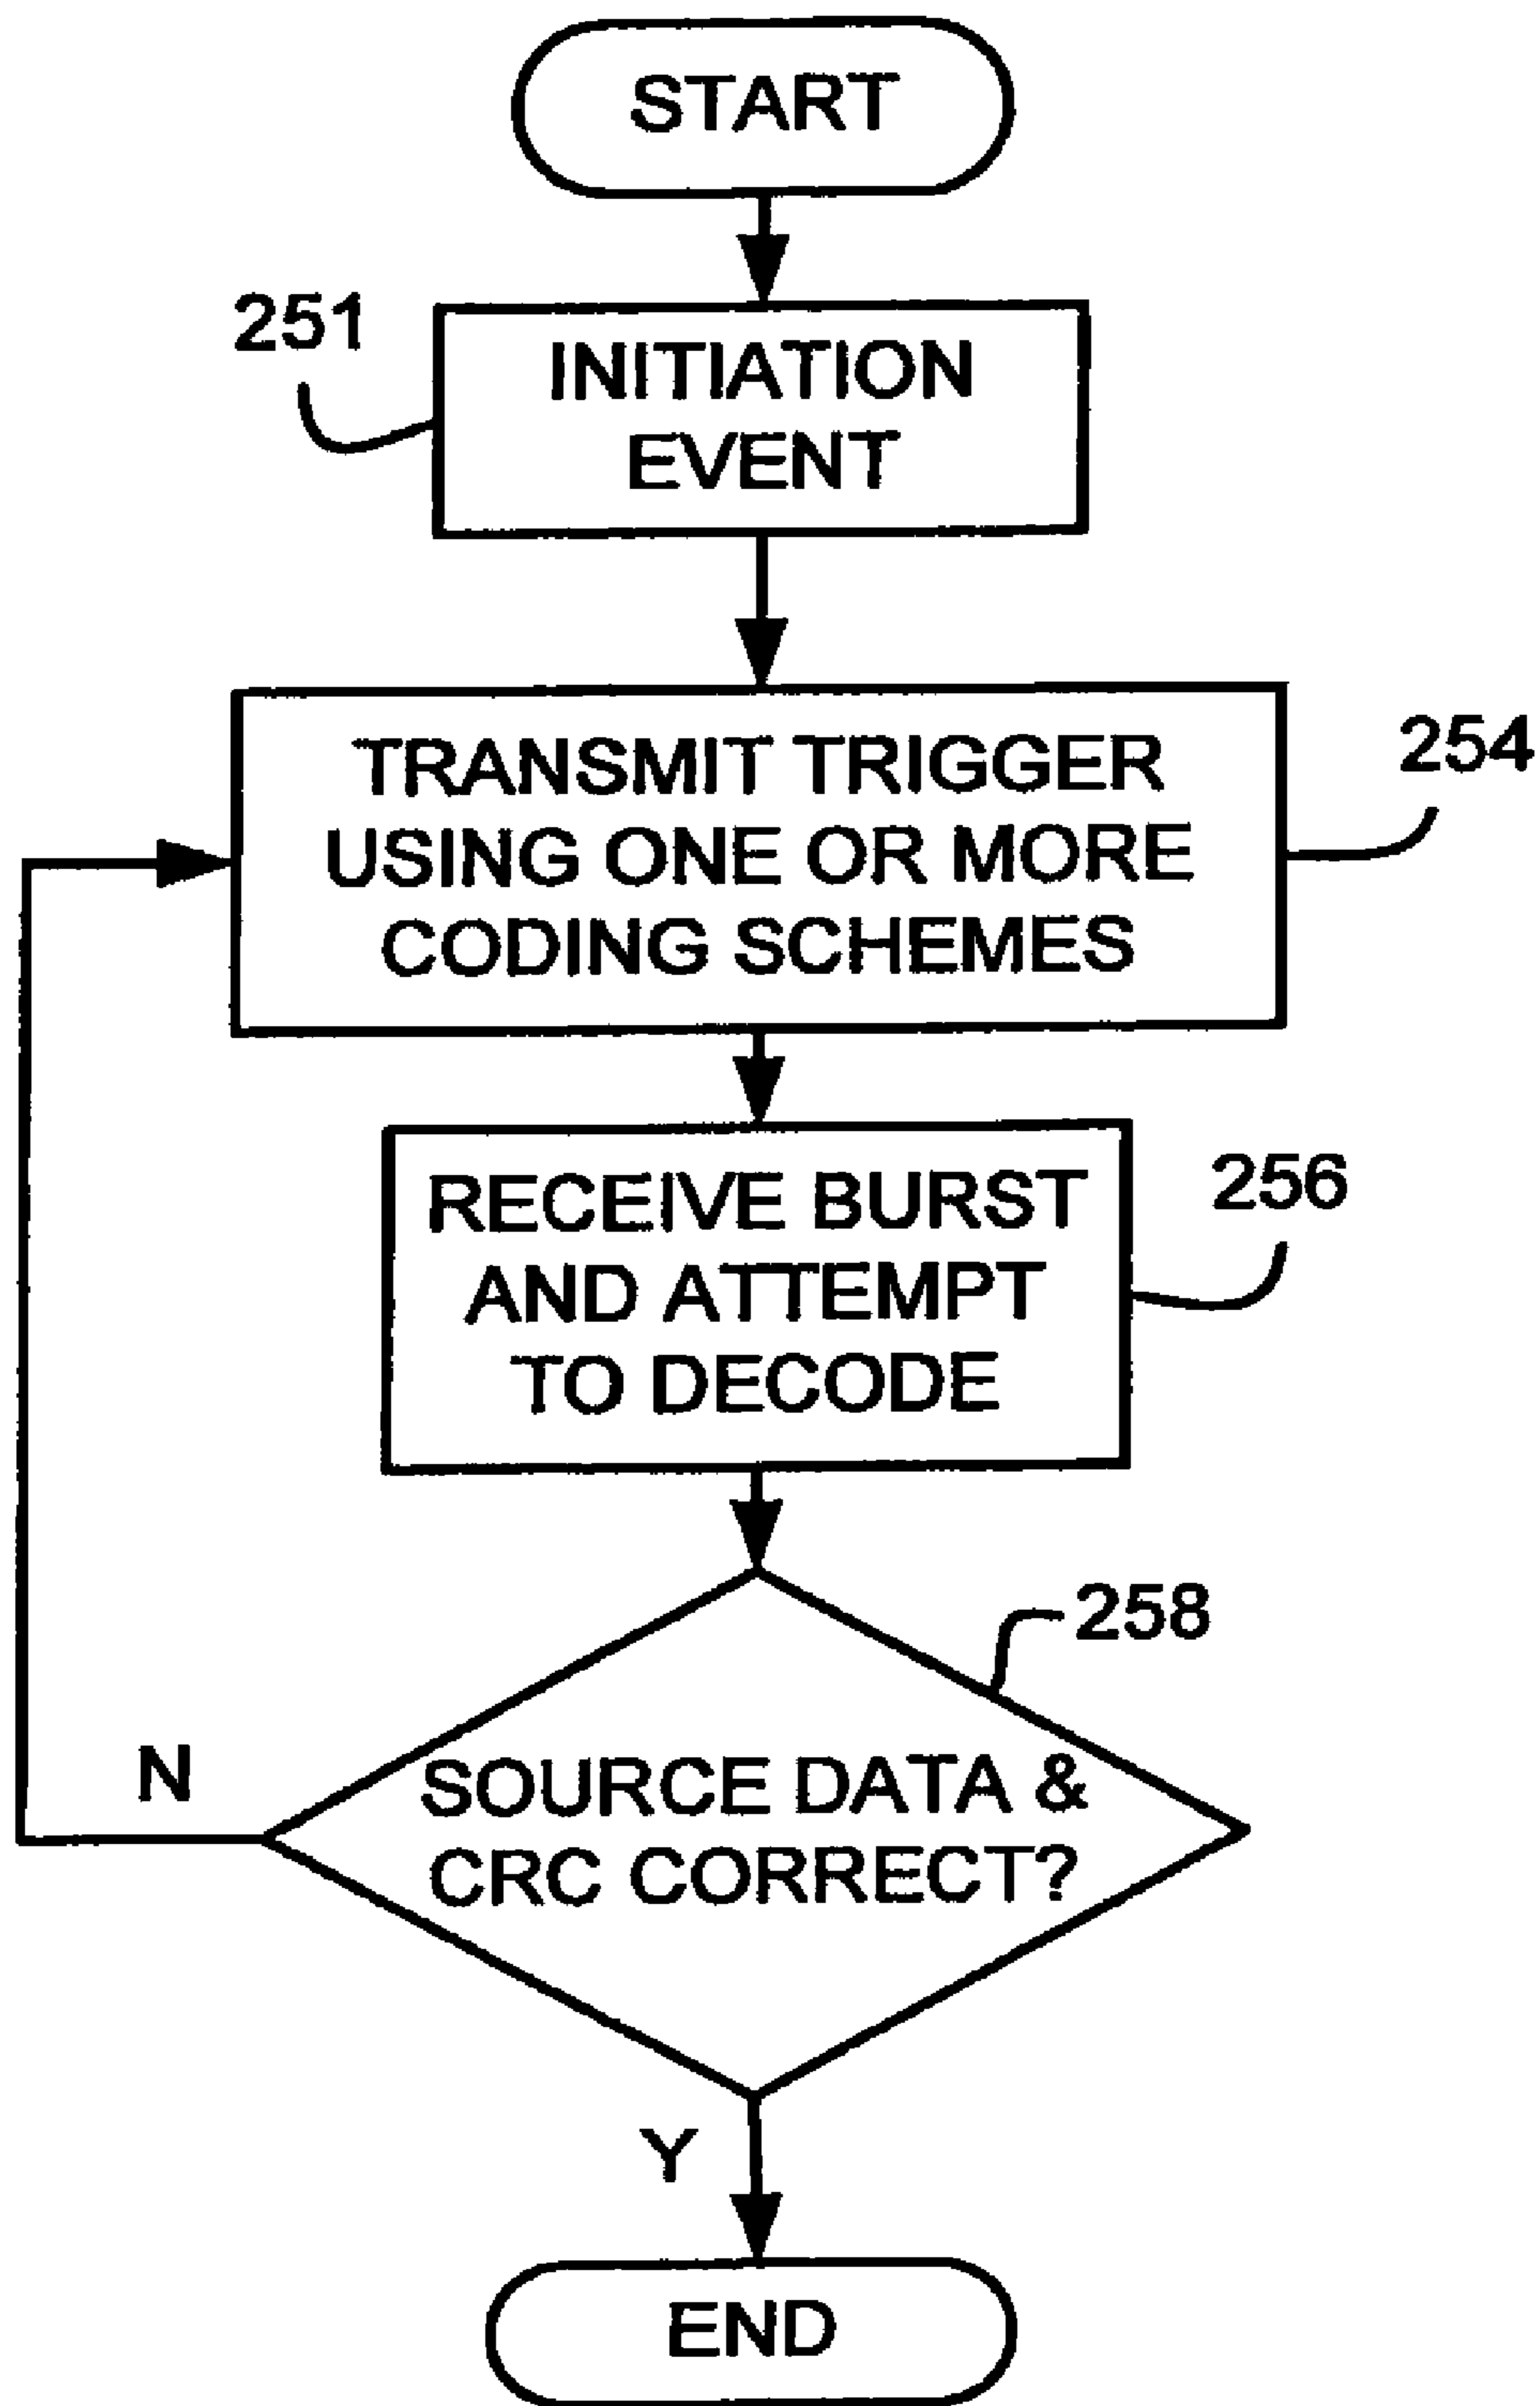 START
251
INITIATION
EVENT
TRANSMIT TRIGGER
USING ONE OR MORE
CODING SCHEMES
254
RECEIVE BURST
AND ATTEMPT
TO DECODE
256
258
SOURCE DATA &
CRC CORRECT?
N
Y
END